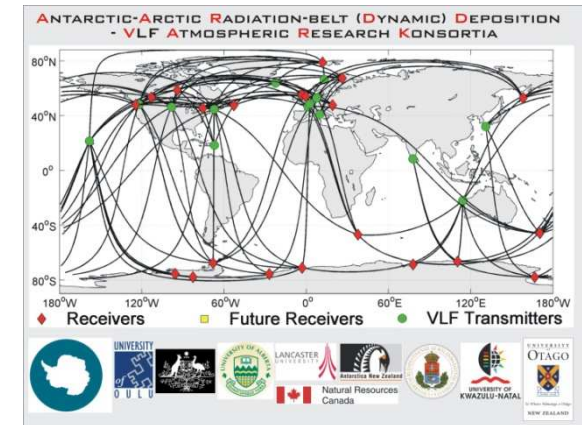 ANTARCTIC-ARCTIC RADIATION-BELT (DYNAMIC) DEPOSITION
- VLF ATMOSPHERIC RESEARCH KONSORTIA
80°N
40°N
0°
40°S
80°S
180°W 120°W 60°W 0° 60°E 120°E 180°W
Receivers Future Receivers VLF Transmitters
UNIVERSITY
of
OULU
UNIVERSITY OF ALBERTA
LANCASTER
UNIVERSITY
Antarctica New Zealand
Natural Resources
Canada
UNIVERSITY OF
KWAZULU-NATAL
UNIVERSITY
OTAGO
NEW ZEALAND